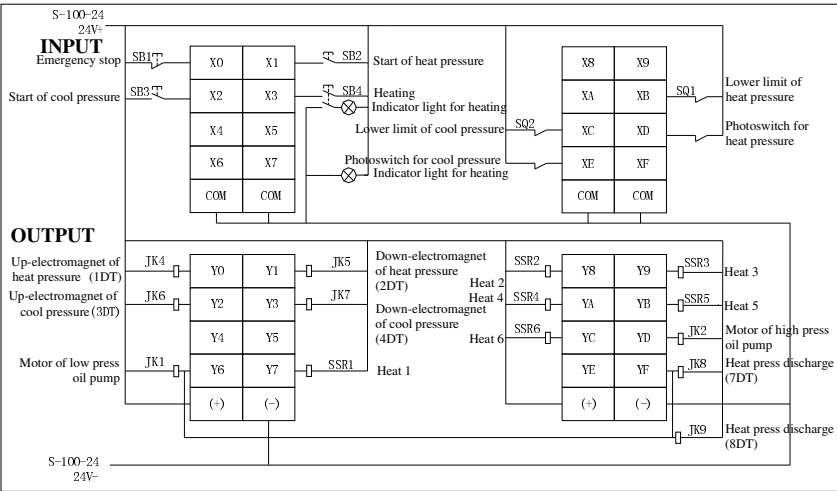 S-100-24
24V+
INPUT
Emergency stop SB1 X0 X1 SB2 Start of heat pressure X8 X9
Start of cool pressure SB3 X2 X3 SB4 Heating XA XB SQ1 Lower limit of
heat pressure
Indicator light for heating
X4 X5 Lower limit of cool pressure SQ2 XC XD Photoswitch for
heat pressure
X6 X7 Photoswitch for cool pressure XE XF
Indicator light for heating
COM COM COM COM
OUTPUT
Up-electromagnet of
heat pressure (1DT) JK4 Y0 Y1 JK5 Down-electromagnet
of heat pressure
(2DT) Heat 2 SSR2 Y8 Y9 SSR3 Heat 3
Up-electromagnet of
cool pressure(3DT) JK6 Y2 Y3 JK7 Down-electromagnet
of cool pressure
(4DT) Heat 4 SSR4 YA YB SSR5 Heat 5
Y4 Y5 Heat 6 SSR6 YC YD JK2 Motor of high press
oil pump
Motor of low press
oil pump JK1 Y6 Y7 SSR1 Heat 1 YE YF JK8 Heat press discharge
(7DT)
(+) (-) (+) (-)
JK9 Heat press discharge
(8DT)
S-100-24
24V-